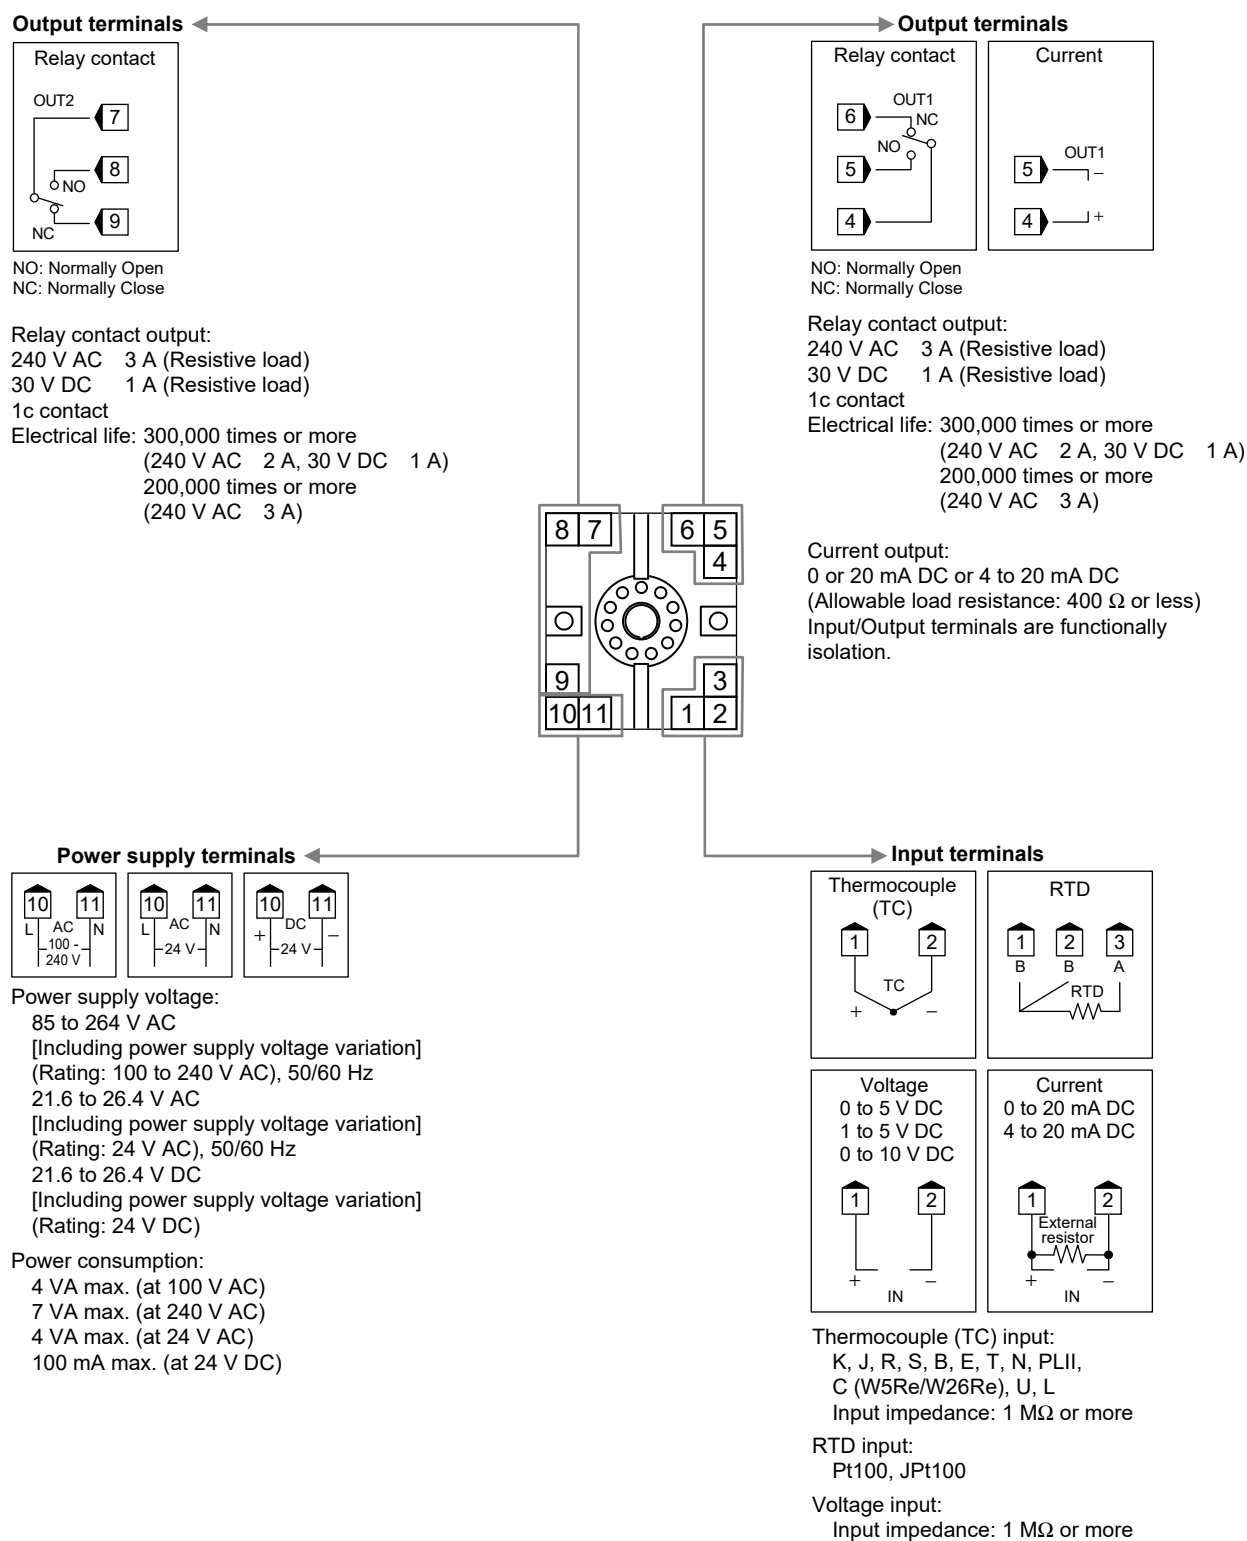 Output terminals
Relay contact
OUT2
7
8
NO
9
NC
NO: Normally Open
NC: Normally Close
Relay contact output:
240 V AC 3 A (Resistive load)
30 V DC 1 A (Resistive load)
1c contact
Electrical life: 300,000 times or more
(240 V AC 2 A, 30 V DC 1 A)
200,000 times or more
(240 V AC 3 A)
Output terminals
Relay contact
OUT1
6
NC
NO
5
4
Current
OUT1
5
–
4
+
NO: Normally Open
NC: Normally Close
Relay contact output:
240 V AC 3 A (Resistive load)
30 V DC 1 A (Resistive load)
1c contact
Electrical life: 300,000 times or more
(240 V AC 2 A, 30 V DC 1 A)
200,000 times or more
(240 V AC 3 A)
Current output:
0 or 20 mA DC or 4 to 20 mA DC
(Allowable load resistance: 400 Ω or less)
Input/Output terminals are functionally
isolation.
8 7 6 5
4
9 3
10 11 1 2
Power supply terminals
10 11
L AC N
100 -
240 V
10 11
L AC N
24 V
10 11
+ DC –
24 V
Power supply voltage:
85 to 264 V AC
[Including power supply voltage variation]
(Rating: 100 to 240 V AC), 50/60 Hz
21.6 to 26.4 V AC
[Including power supply voltage variation]
(Rating: 24 V AC), 50/60 Hz
21.6 to 26.4 V DC
[Including power supply voltage variation]
(Rating: 24 V DC)
Power consumption:
4 VA max. (at 100 V AC)
7 VA max. (at 240 V AC)
4 VA max. (at 24 V AC)
100 mA max. (at 24 V DC)
Input terminals
Thermocouple
(TC)
1 2
TC
+ –
RTD
1 2 3
B B A
RTD
Voltage
0 to 5 V DC
1 to 5 V DC
0 to 10 V DC
1 2
+ –
IN
Current
0 to 20 mA DC
4 to 20 mA DC
1 2
External
resistor
+ –
IN
Thermocouple (TC) input:
K, J, R, S, B, E, T, N, PLII,
C (W5Re/W26Re), U, L
Input impedance: 1 MΩ or more
RTD input:
Pt100, JPt100
Voltage input:
Input impedance: 1 MΩ or more